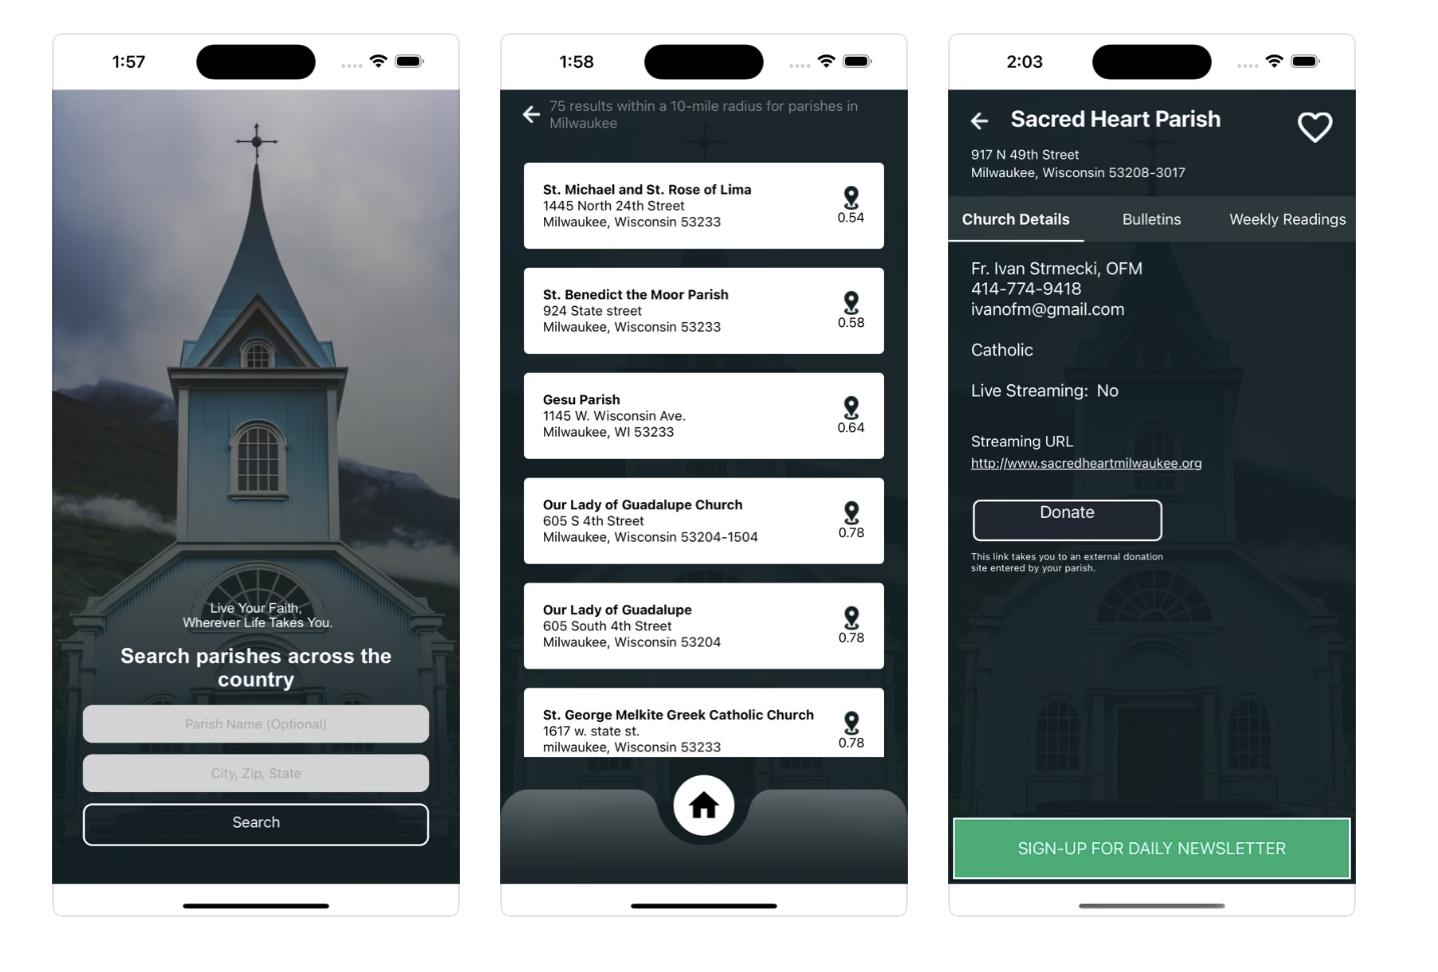 1:57
Live Your Faith,
Wherever Life Takes You.
Search parishes across the
country
Parish Name (Optional)
City, Zip, State
Search
1:58
75 results within a 10-mile radius for parishes in
Milwaukee
St. Michael and St. Rose of Lima
1445 North 24th Street
Milwaukee, Wisconsin 53233
0.54
St. Benedict the Moor Parish
924 State street
Milwaukee, Wisconsin 53233
0.58
Gesu Parish
1145 W. Wisconsin Ave.
Milwaukee, WI 53233
0.64
Our Lady of Guadalupe Church
605 S 4th Street
Milwaukee, Wisconsin 53204-1504
0.78
Our Lady of Guadalupe
605 South 4th Street
Milwaukee, Wisconsin 53204
0.78
St. George Melkite Greek Catholic Church
1617 w. state st.
milwaukee, Wisconsin 53233
0.78
2:03
Sacred Heart Parish
917 N 49th Street
Milwaukee, Wisconsin 53208-3017
Church Details Bulletins Weekly Readings
Fr. Ivan Strmecki, OFM
414-774-9418
ivanofm@gmail.com
Catholic
Live Streaming: No
Streaming URL
http://www.sacredheartmilwaukee.org
Donate
This link takes you to an external donation
site entered by your parish.
SIGN-UP FOR DAILY NEWSLETTER